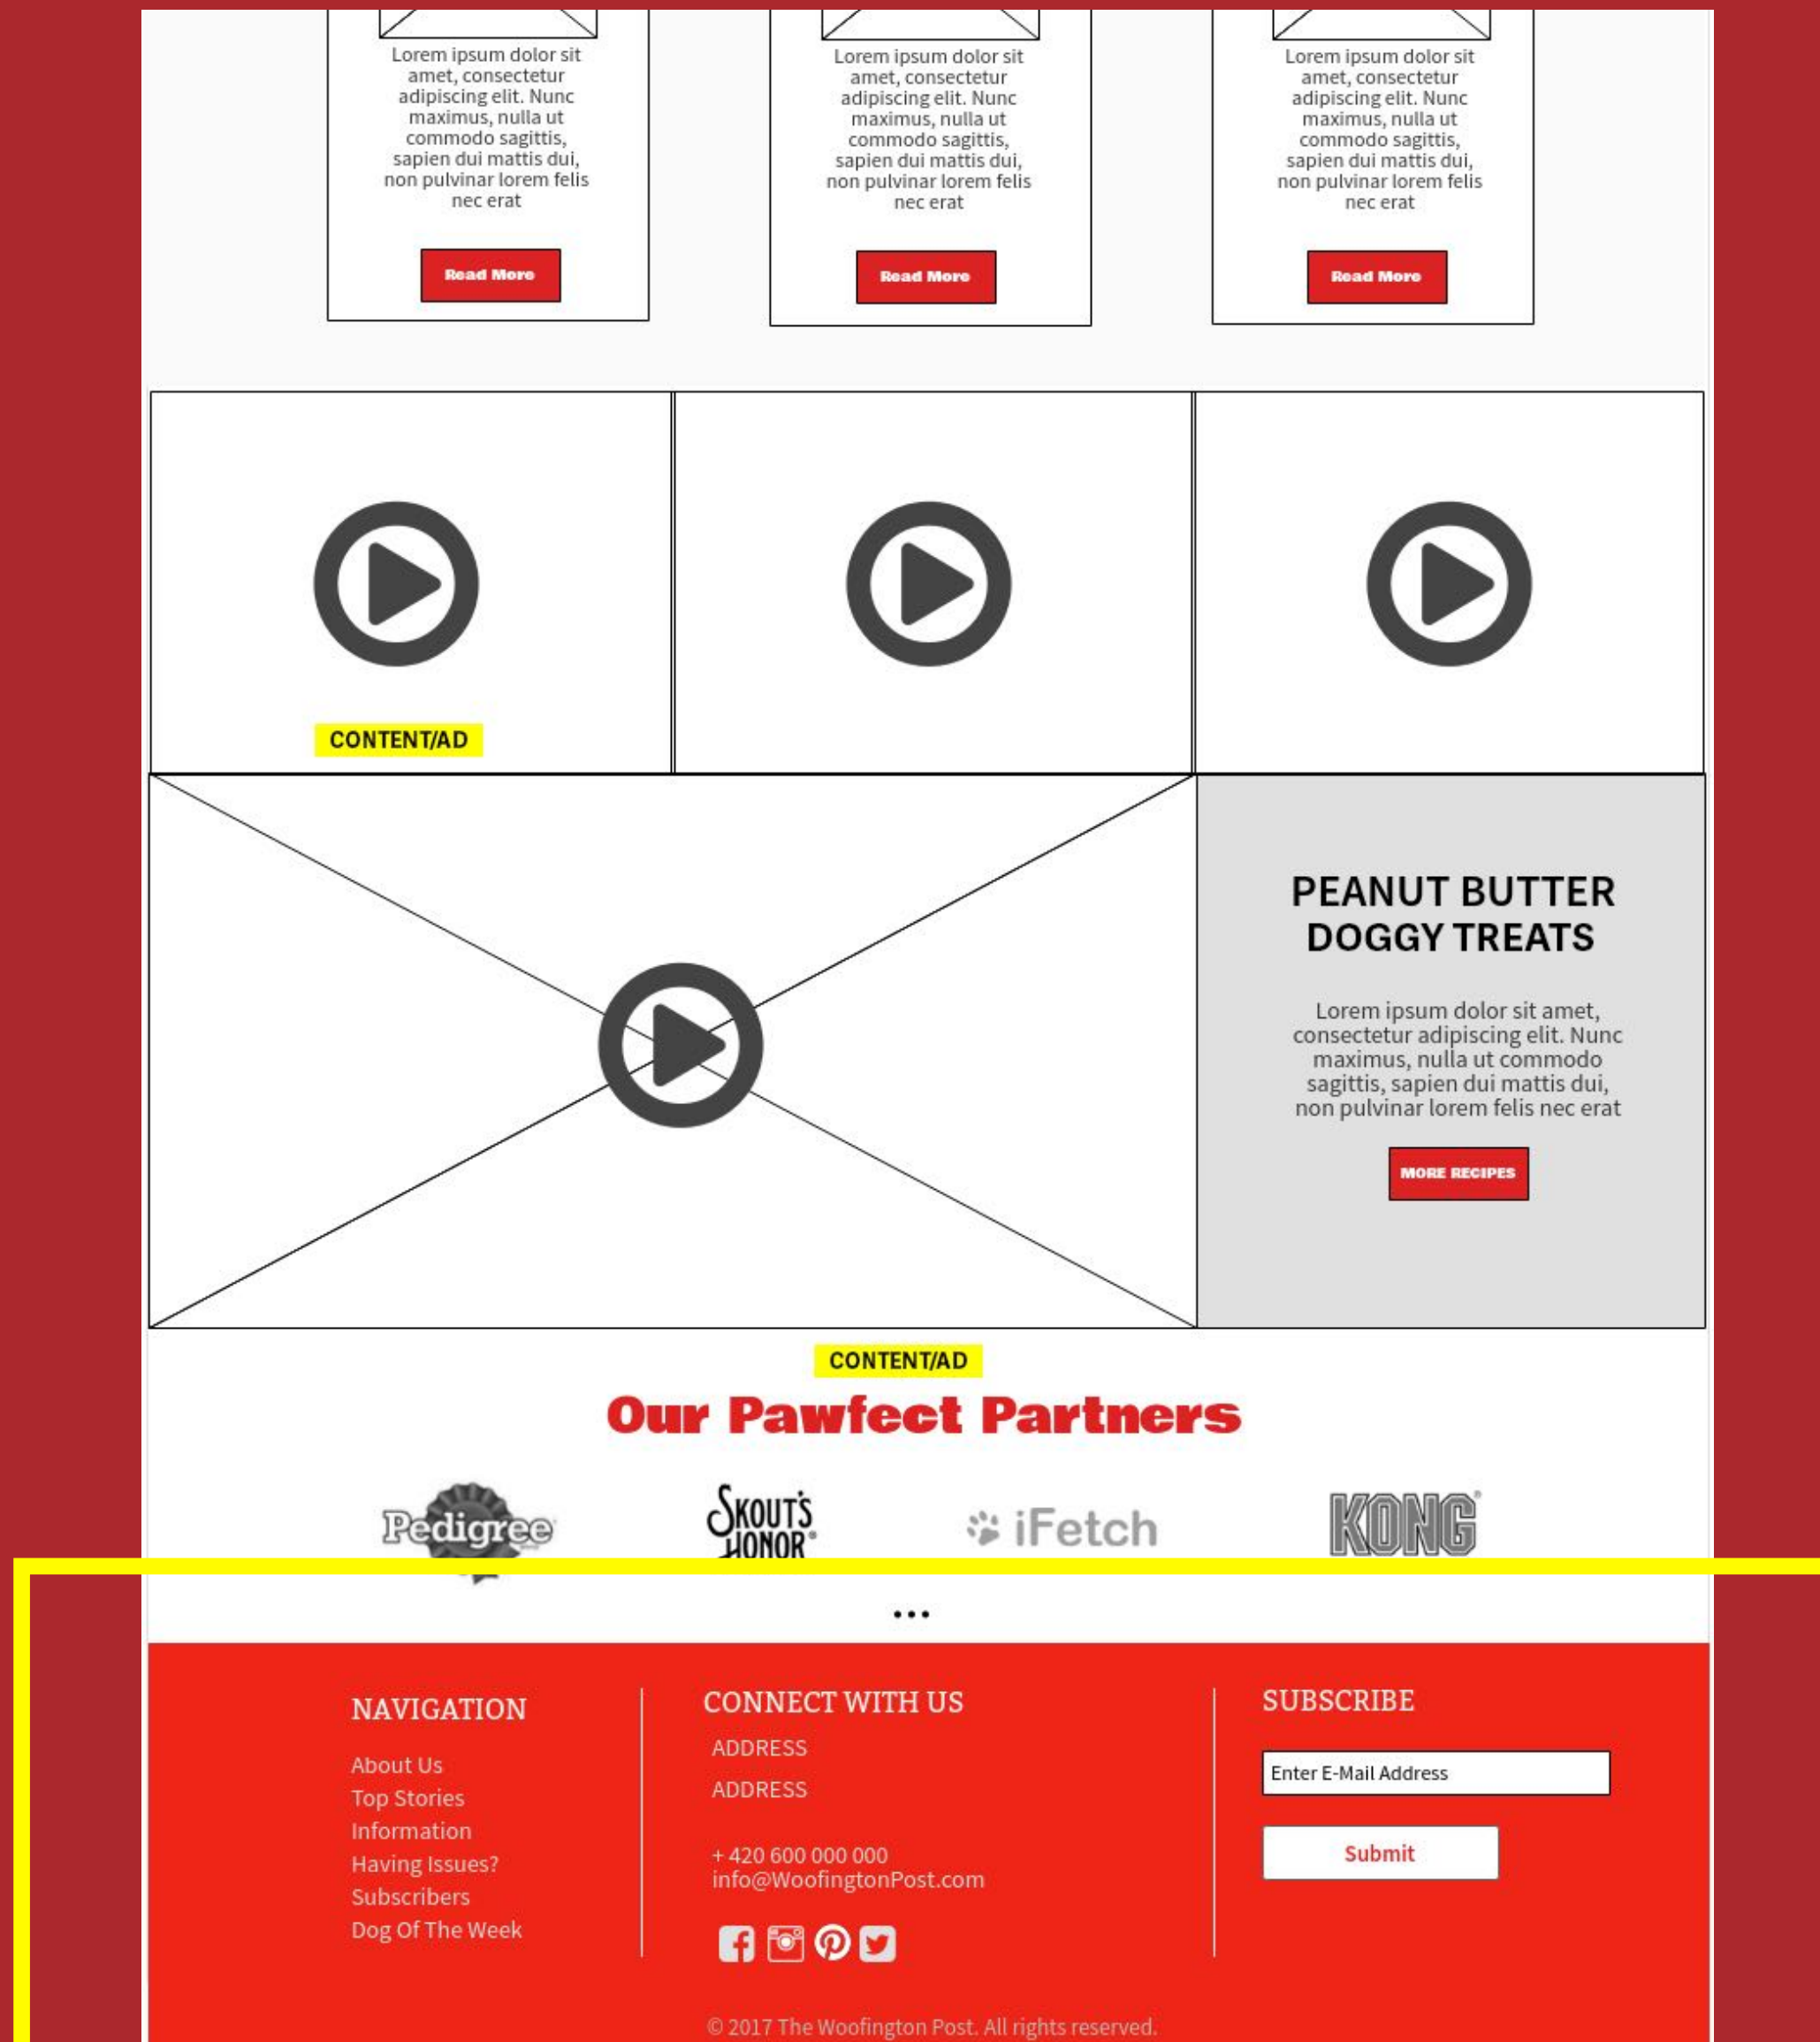 Lorem ipsum dolor sit
amet, consectetur
adipiscing elit. Nunc
maximus, nulla ut
commodo sagittis,
sapien dui mattis dui,
non pulvinar lorem felis
nec erat
Read More
Lorem ipsum dolor sit
amet, consectetur
adipiscing elit. Nunc
maximus, nulla ut
commodo sagittis,
sapien dui mattis dui,
non pulvinar lorem felis
nec erat
Read More
Lorem ipsum dolor sit
amet, consectetur
adipiscing elit. Nunc
maximus, nulla ut
commodo sagittis,
sapien dui mattis dui,
non pulvinar lorem felis
nec erat
Read More
CONTENT/AD
PEANUT BUTTER
DOGGY TREATS
Lorem ipsum dolor sit amet,
consectetur adipiscing elit. Nunc
maximus, nulla ut commodo
sagittis, sapien dui mattis dui,
non pulvinar lorem felis nec erat
MORE RECIPES
CONTENT/AD
Our Pawfect Partners
Pedigree
SKOUT'S
HONOR®
iFetch
KONG®
...
NAVIGATION
About Us
Top Stories
Information
Having Issues?
Subscribers
Dog Of The Week
CONNECT WITH US
ADDRESS
ADDRESS
+ 420 600 000 000
info@WoofingtonPost.com
SUBSCRIBE
Enter E-Mail Address
Submit
© 2017 The Woofington Post. All rights reserved.